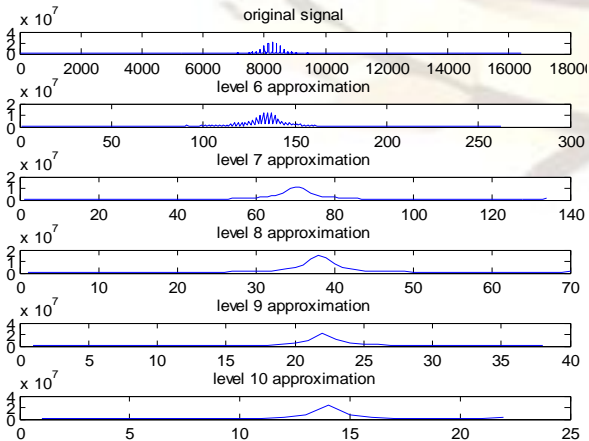 original signal
x 10^7
4
2
0
0 2000 4000 6000 8000 10000 12000 14000 16000 1800
level 6 approximation
x 10^7
2
1
0
0 50 100 150 200 250 300
level 7 approximation
x 10^7
2
1
0
0 20 40 60 80 100 120 140
level 8 approximation
x 10^7
2
1
0
0 10 20 30 40 50 60 70
level 9 approximation
x 10^7
4
2
0
0 5 10 15 20 25 30 35 40
level 10 approximation
x 10^7
4
2
0
0 5 10 15 20 25